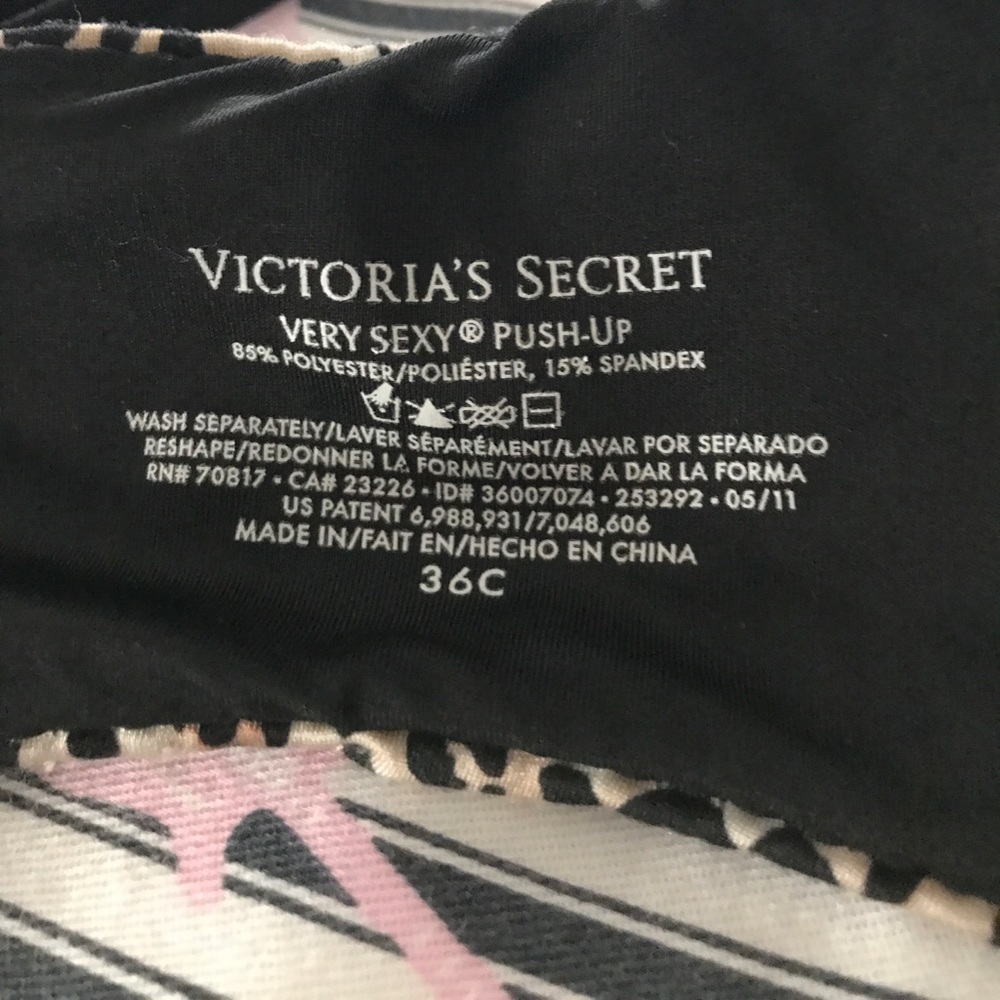 VICTORIA'S SECRET
VERY SEXY® PUSH-UP
85% POLYESTER/POLIÉSTER, 15% SPANDEX
WASH SEPARATELY/LAVER SÉPARÉMENT/LAVAR POR SEPARADO
RESHAPE/REDONNER LA FORME/VOLVER A DAR LA FORMA
RN# 70817 • CA# 23226 • ID# 36007074 • 253292 • 05/11
US PATENT 6,988,931/7,048,606
MADE IN/FAIT EN/HECHO EN CHINA
36C